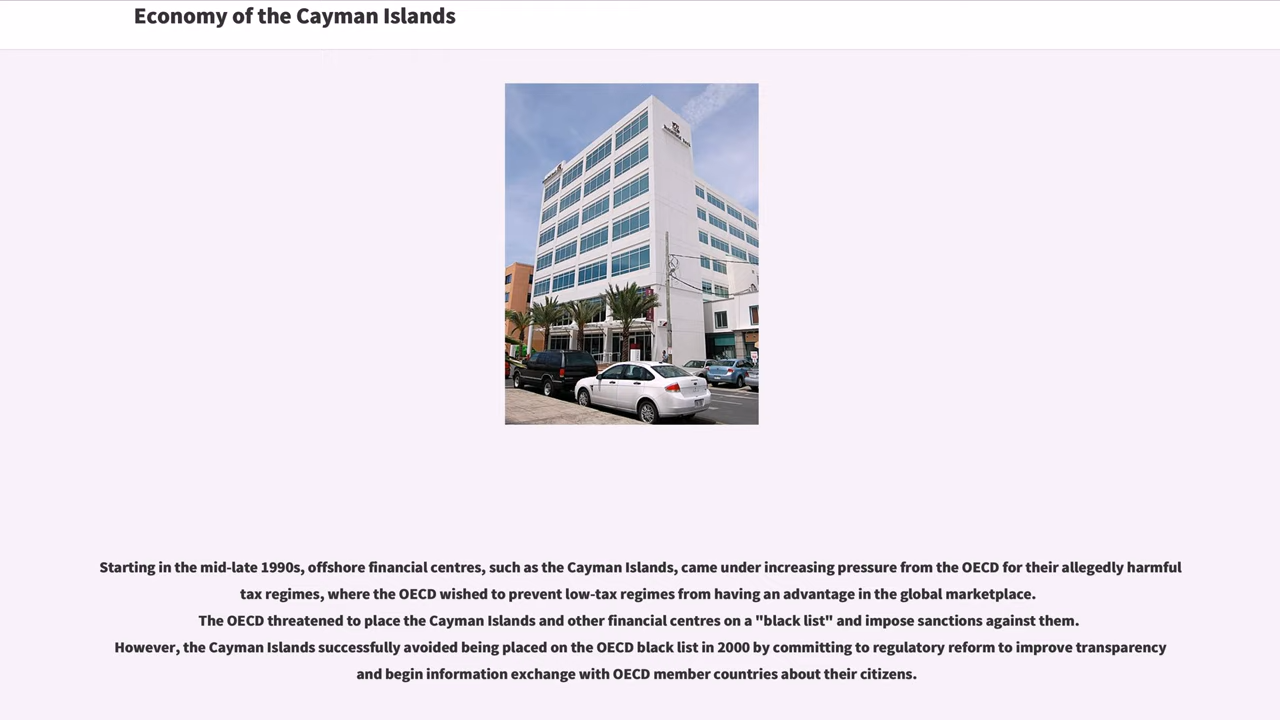 Economy of the Cayman Islands
Starting in the mid-late 1990s, offshore financial centres, such as the Cayman Islands, came under increasing pressure from the OECD for their allegedly harmful
tax regimes, where the OECD wished to prevent low-tax regimes from having an advantage in the global marketplace.
The OECD threatened to place the Cayman Islands and other financial centres on a "black list" and impose sanctions against them.
However, the Cayman Islands successfully avoided being placed on the OECD black list in 2000 by committing to regulatory reform to improve transparency
and begin information exchange with OECD member countries about their citizens.